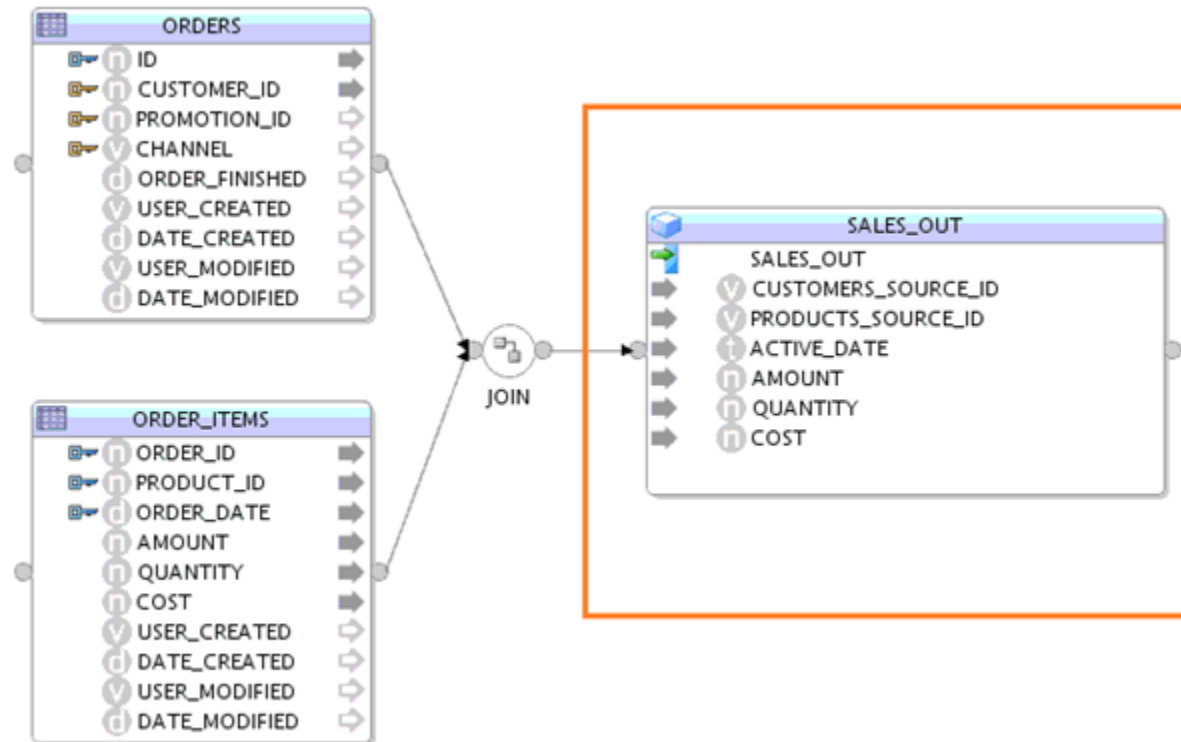 ORDERS
n ID
n CUSTOMER_ID
n PROMOTION_ID
v CHANNEL
d ORDER_FINISHED
v USER_CREATED
d DATE_CREATED
v USER_MODIFIED
d DATE_MODIFIED
ORDER_ITEMS
n ORDER_ID
n PRODUCT_ID
d ORDER_DATE
n AMOUNT
n QUANTITY
n COST
v USER_CREATED
d DATE_CREATED
v USER_MODIFIED
d DATE_MODIFIED
JOIN
SALES_OUT
SALES_OUT
v CUSTOMERS_SOURCE_ID
v PRODUCTS_SOURCE_ID
t ACTIVE_DATE
n AMOUNT
n QUANTITY
n COST